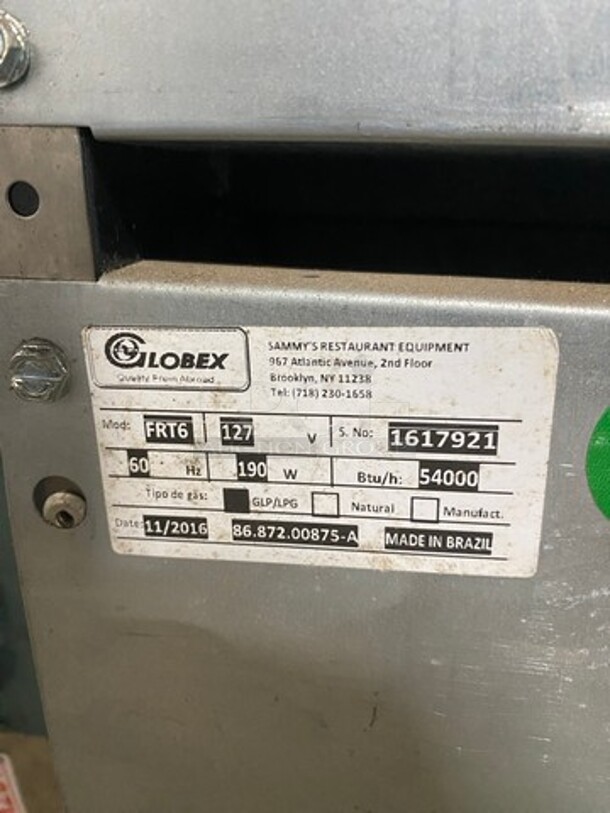 GLOBEX
Quality From Abroad
SAMMY'S RESTAURANT EQUIPMENT
967 Atlantic Avenue, 2nd Floor
Brooklyn, NY 11238
Tel: (718) 230-1658
Mod: FRT6 127 V S. No: 1617921
60 Hz 190 W Btu/h: 54000
Tipo de gas: GLP/LPG Natural Manufact.
Date: 11/2016 86.872.00875-A MADE IN BRAZIL